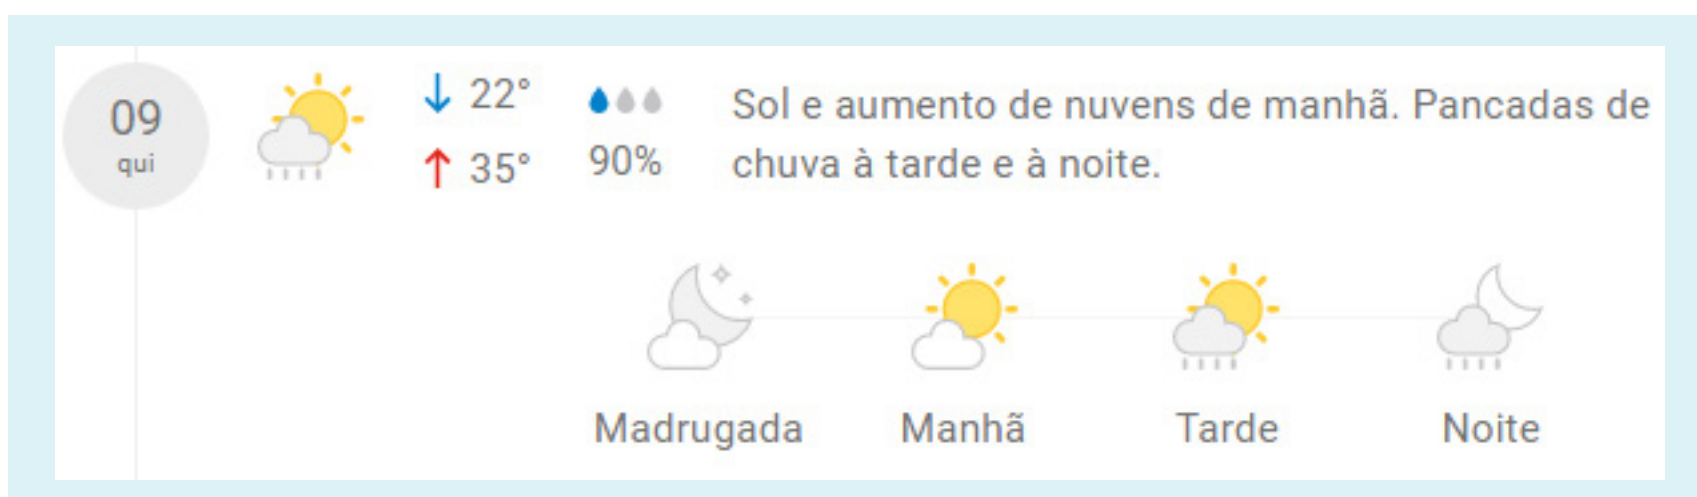 09
qui
↓ 22°
↑ 35°
90%
Sol e aumento de nuvens de manhã. Pancadas de
chuva à tarde e à noite.
Madrugada Manhã Tarde Noite